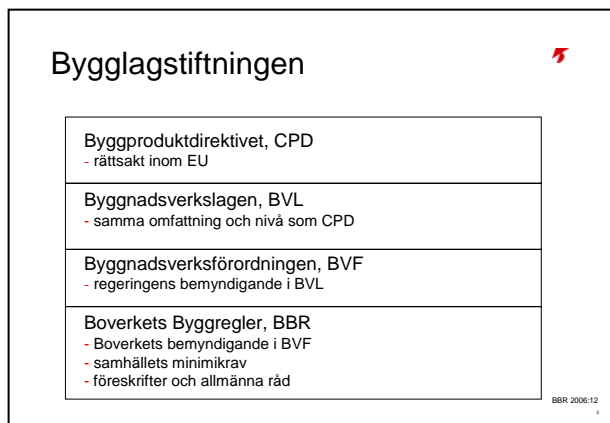 Bygglagstiftningen
Byggproduktdirektivet, CPD
- rättsakt inom EU
Byggnadsverkslagen, BVL
- samma omfattning och nivå som CPD
Byggnadsverksförordningen, BVF
- regeringens bemyndigande i BVL
Boverkets Byggregler, BBR
- Boverkets bemyndigande i BVF
- samhällets minimikrav
- föreskrifter och allmänna råd
BBR 2006:12